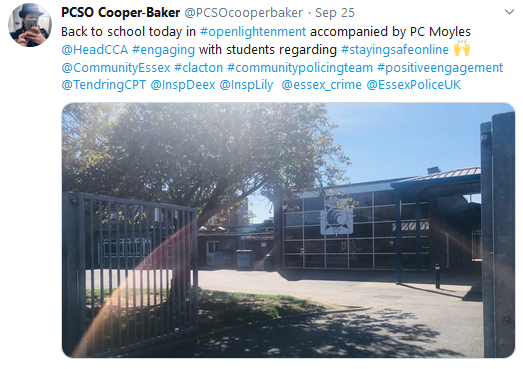 PCSO Cooper-Baker @PCSOcooperbaker · Sep 25
Back to school today in #openlightenment accompanied by PC Moyles
@HeadCCA #engaging with students regarding #stayingsafeonline 🙌
@CommunityEssex #clacton #communitypolicingteam #positiveengagement
@TendringCPT @InspDeex @InspLily @essex_crime @EssexPoliceUK